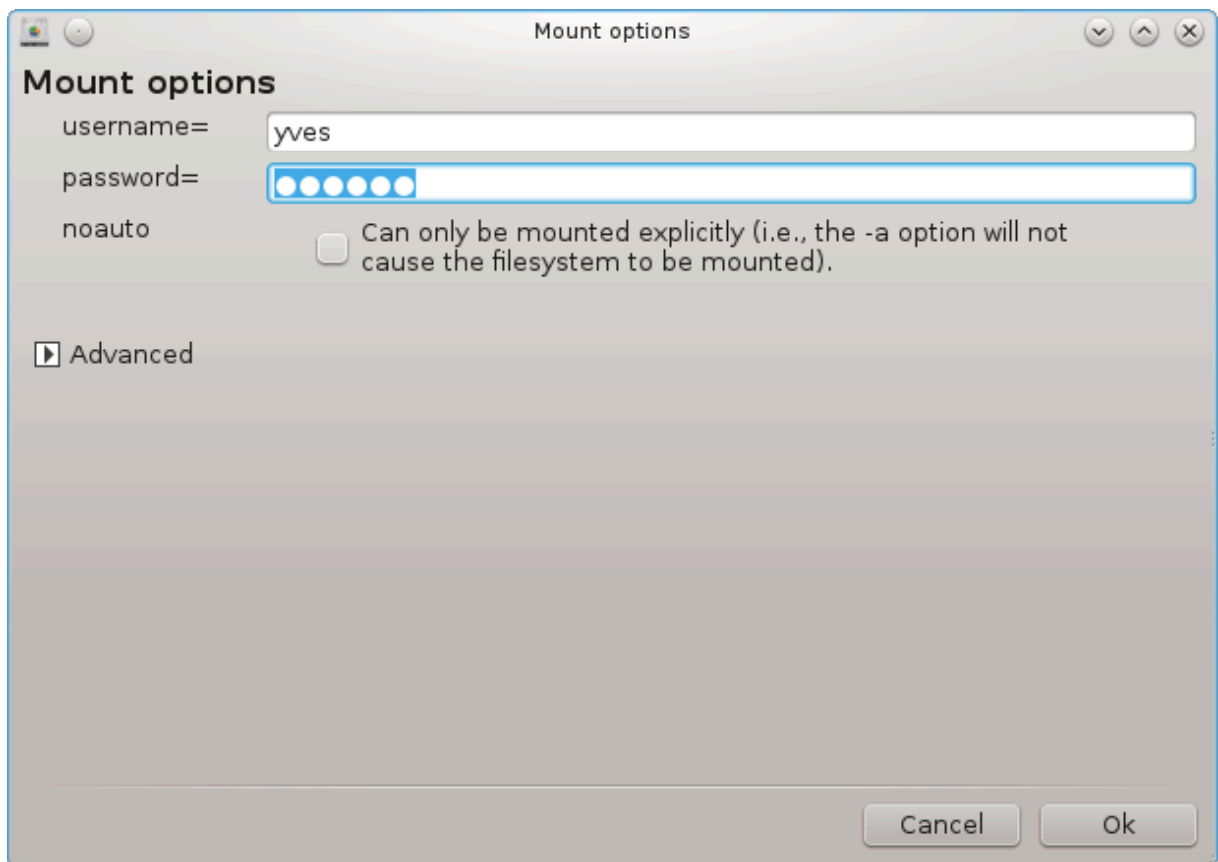 Mount options
Mount options
username=
yves
password=
●●●●●●
noauto
Can only be mounted explicitly (i.e., the -a option will not
cause the filesystem to be mounted).
Advanced
Cancel
Ok